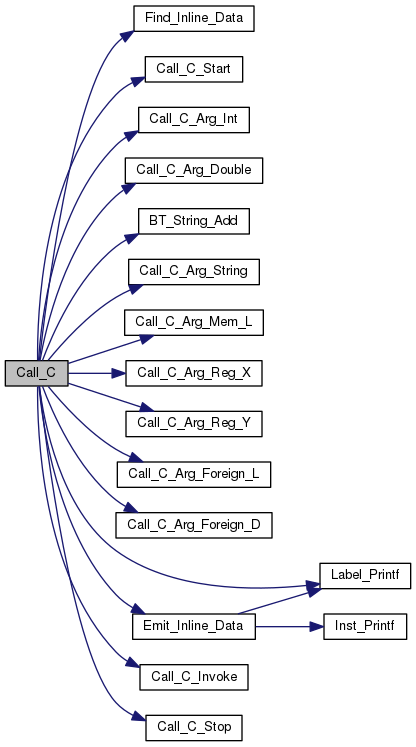 Find_Inline_Data
Call_C_Start
Call_C_Arg_Int
Call_C_Arg_Double
BT_String_Add
Call_C_Arg_String
Call_C_Arg_Mem_L
Call_C
Call_C_Arg_Reg_X
Call_C_Arg_Reg_Y
Call_C_Arg_Foreign_L
Call_C_Arg_Foreign_D
Label_Printf
Emit_Inline_Data
Inst_Printf
Call_C_Invoke
Call_C_Stop